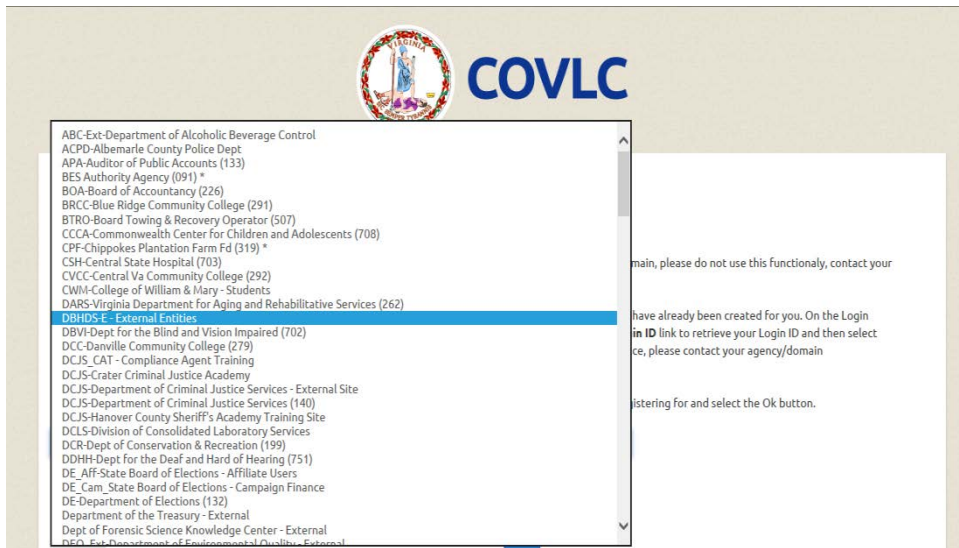 VIRGINIA
COVLC
ABC-Ext-Department of Alcoholic Beverage Control
ACPD-Albemarle County Police Dept
APA-Auditor of Public Accounts (133)
BES Authority Agency (091) *
BOA-Board of Accountancy (226)
BRCC-Blue Ridge Community College (291)
BTRO-Board Towing & Recovery Operator (507)
CCCA-Commonwealth Center for Children and Adolescents (708)
CPF-Chippokes Plantation Farm Fd (319) *
CSH-Central State Hospital (703)
main, please do not use this functionaly, contact your
CVCC-Central Va Community College (292)
CWM-College of William & Mary - Students
DARS-Virginia Department for Aging and Rehabilitative Services (262)
DBHDS-E - External Entities
have already been created for you. On the Login
DBVI-Dept for the Blind and Vision Impaired (702)
in ID link to retrieve your Login ID and then select
DCC-Danville Community College (279)
ce, please contact your agency/domain
DCJS_CAT - Compliance Agent Training
DCJS-Crater Criminal Justice Academy
DCJS-Department of Criminal Justice Services - External Site
DCJS-Department of Criminal Justice Services (140)
istering for and select the Ok button.
DCJS-Hanover County Sheriff's Academy Training Site
DCLS-Division of Consolidated Laboratory Services
DCR-Dept of Conservation & Recreation (199)
DDHH-Dept for the Deaf and Hard of Hearing (751)
DE_Aff-State Board of Elections - Affiliate Users
DE_Cam_State Board of Elections - Campaign Finance
DE-Department of Elections (132)
Department of the Treasury - External
Dept of Forensic Science Knowledge Center - External
DEQ_Ext-Department of Environmental Quality - External